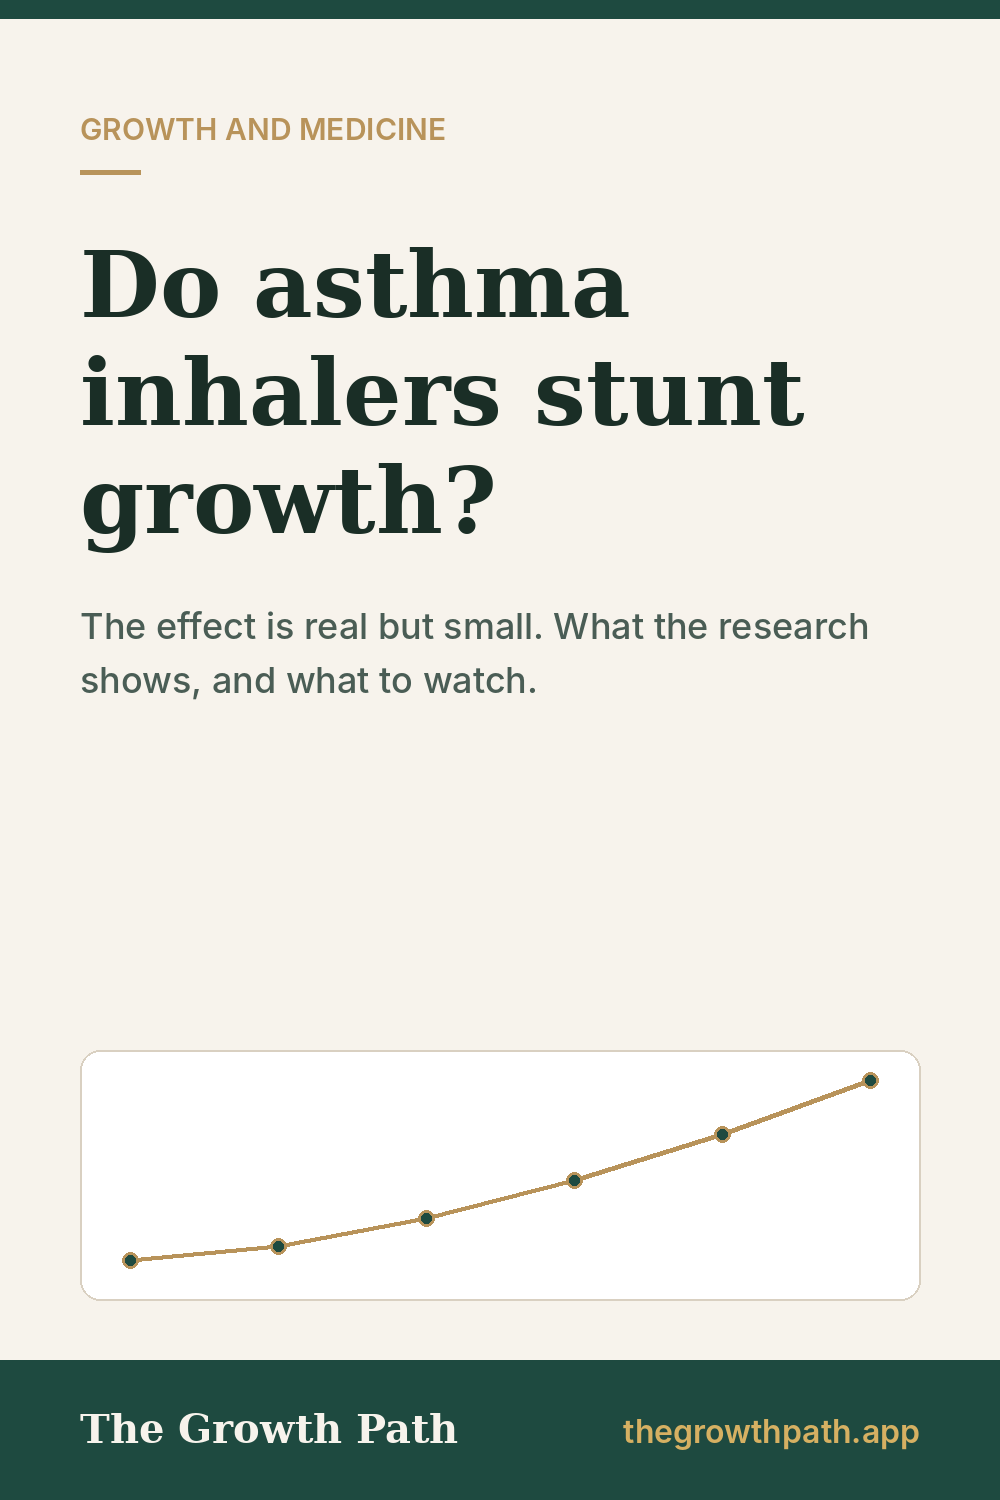 GROWTH AND MEDICINE
Do asthma
inhalers stunt
growth?
The effect is real but small. What the research
shows, and what to watch.
The Growth Path
thegrowthpath.app